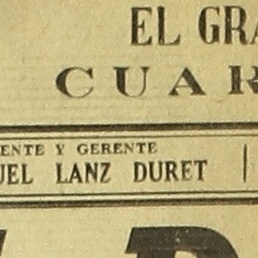 EL GRA
CUAR
ENTE Y GERENTE
UEL LANZ DURET